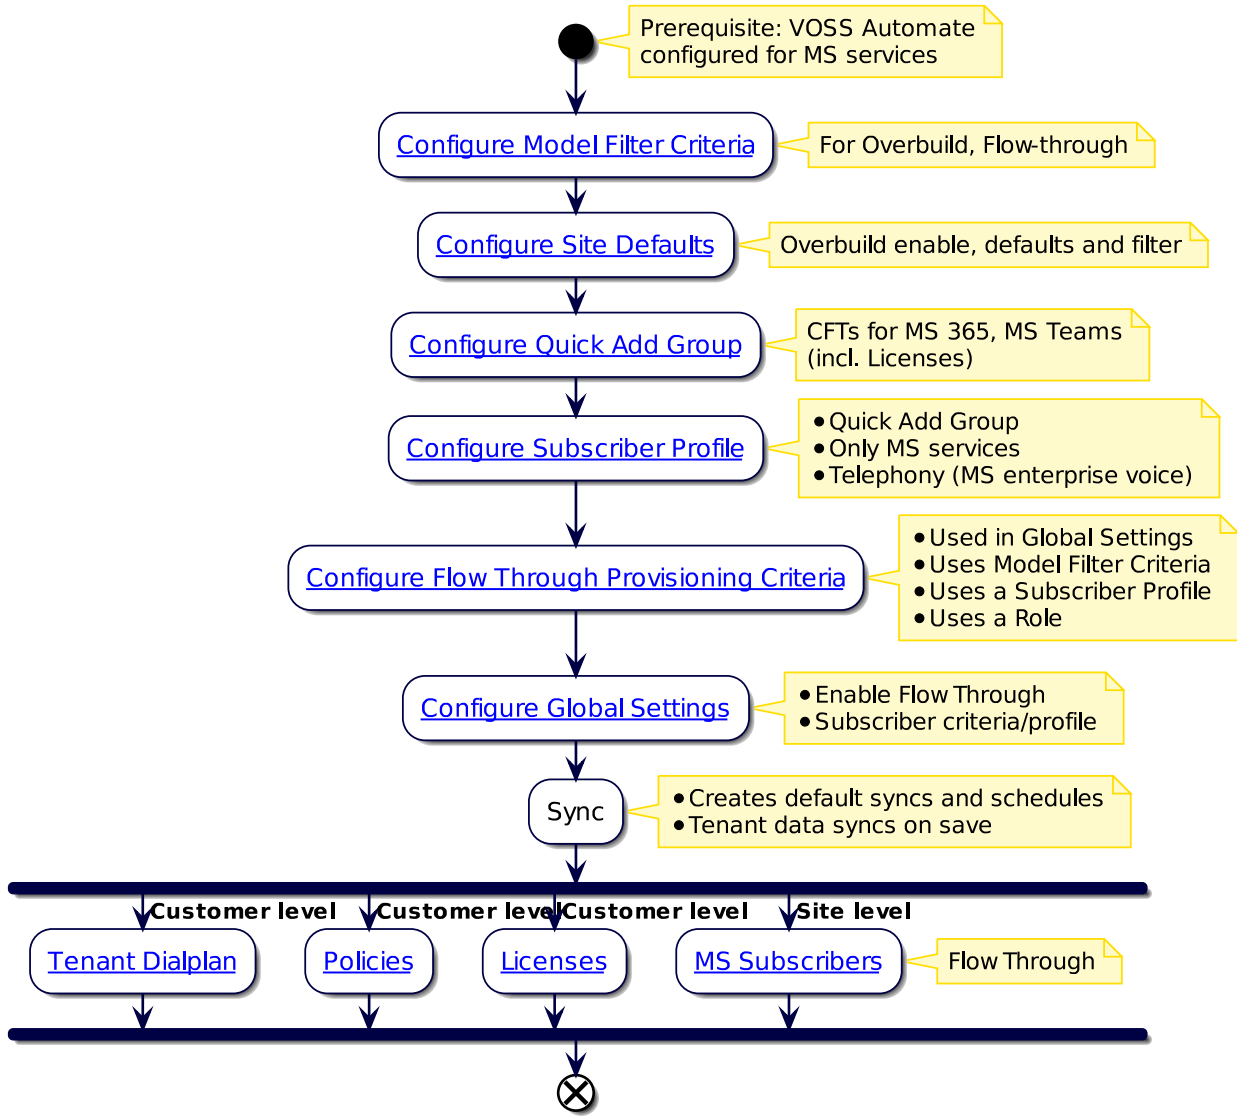 Prerequisite: VOSS Automate
configured for MS services
Configure Model Filter Criteria
For Overbuild, Flow-through
Configure Site Defaults
Overbuild enable, defaults and filter
Configure Quick Add Group
CFTs for MS 365, MS Teams
(incl. Licenses)
Configure Subscriber Profile
• Quick Add Group
• Only MS services
• Telephony (MS enterprise voice)
Configure Flow Through Provisioning Criteria
• Used in Global Settings
• Uses Model Filter Criteria
• Uses a Subscriber Profile
• Uses a Role
Configure Global Settings
• Enable Flow Through
• Subscriber criteria/profile
Sync
• Creates default syncs and schedules
• Tenant data syncs on save
Customer level
Customer level
Customer level
Site level
Tenant Dialplan
Policies
Licenses
MS Subscribers
Flow Through